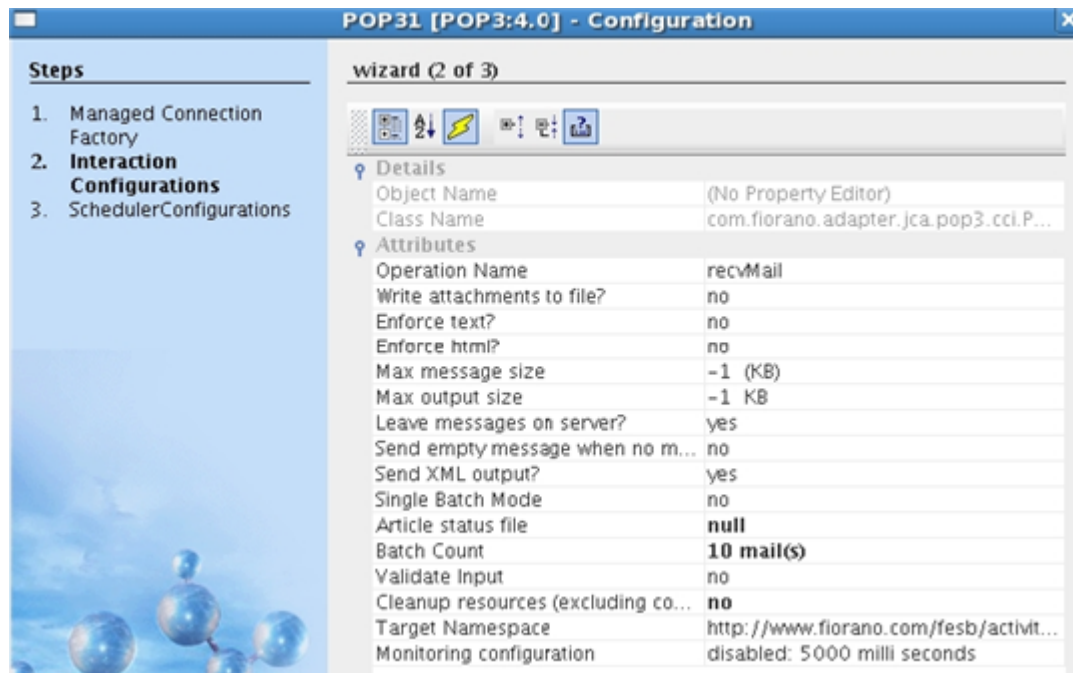 POP31 [POP3:4.0] - Configuration
Steps
1. Managed Connection
Factory
2. Interaction
Configurations
3. SchedulerConfigurations
wizard (2 of 3)
Details
Object Name (No Property Editor)
Class Name com.fiorano.adapter.jca.pop3.cci.P...
Attributes
Operation Name recvMail
Write attachments to file? no
Enforce text? no
Enforce html? no
Max message size -1 (KB)
Max output size -1 KB
Leave messages on server? yes
Send empty message when no m... no
Send XML output? yes
Single Batch Mode no
Article status file null
Batch Count 10 mail(s)
Validate Input no
Cleanup resources (excluding co... no
Target Namespace http://www.fiorano.com/fesb/activit...
Monitoring configuration disabled: 5000 milli seconds